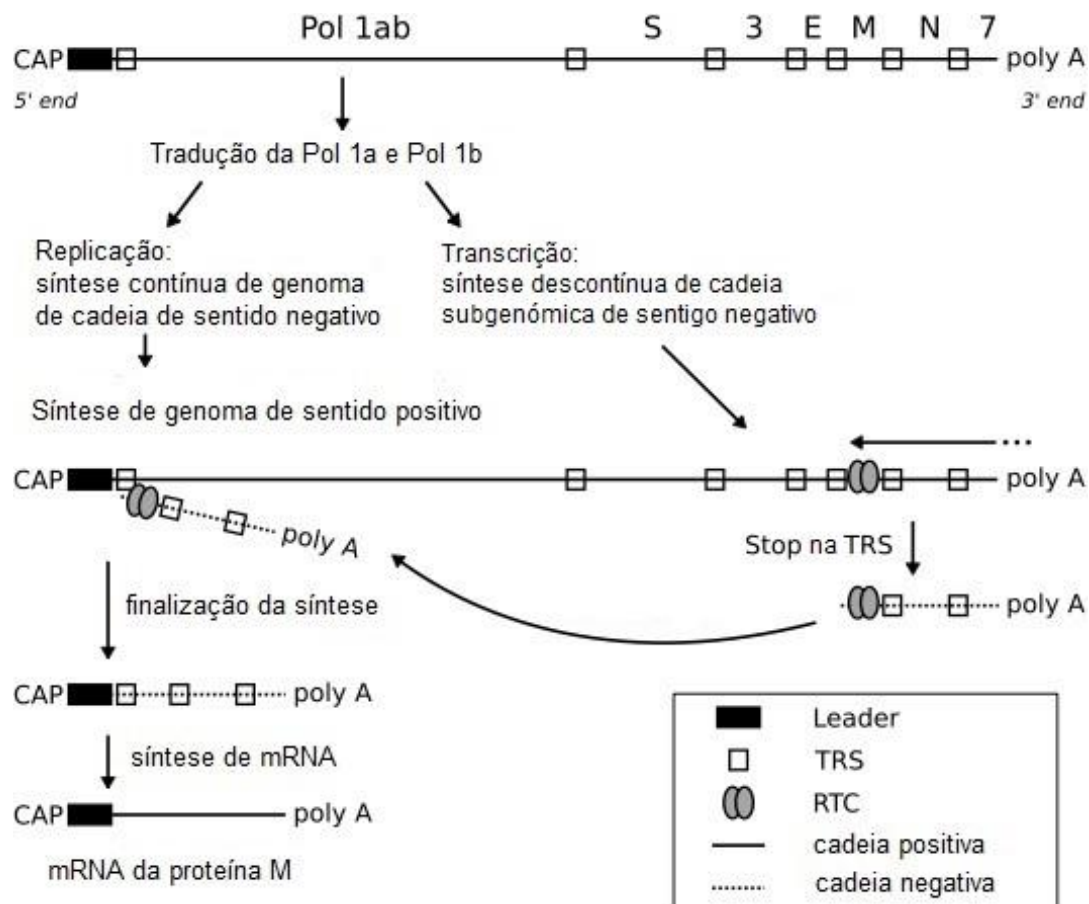 Pol 1ab S 3 E M N 7
CAP poly A
5' end 3' end
Tradução da Pol 1a e Pol 1b
Replicação:
síntese contínua de genoma
de cadeia de sentido negativo
Transcrição:
síntese descontínua de cadeia
subgenómica de sentigo negativo
Síntese de genoma de sentido positivo
CAP poly A
poly A
Stop na TRS
poly A
finalização da síntese
CAP poly A
síntese de mRNA
CAP poly A
mRNA da proteína M
Leader
TRS
RTC
cadeia positiva
cadeia negativa